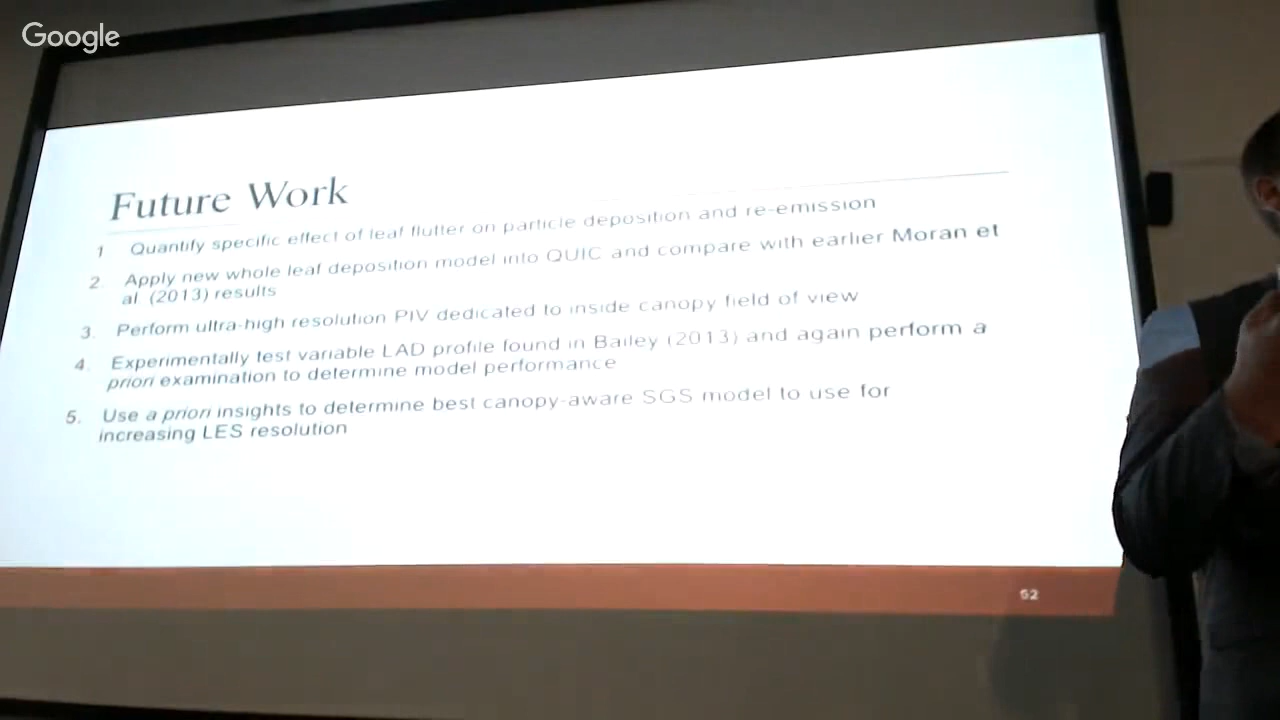 Google
Future Work
1 Quantify specific effect of leaf flutter on particle deposition and re-emission
2. Apply new whole leaf deposition model into QUIC and compare with earlier Moran et
al (2013) results
3. Perform ultra-high resolution PIV dedicated to inside canopy field of view
4. Experimentally test variable LAD profile found in Bailey (2013) and again perform a
priori examination to determine model performance
5. Use a priori insights to determine best canopy-aware SGS model to use for
increasing LES resolution
52